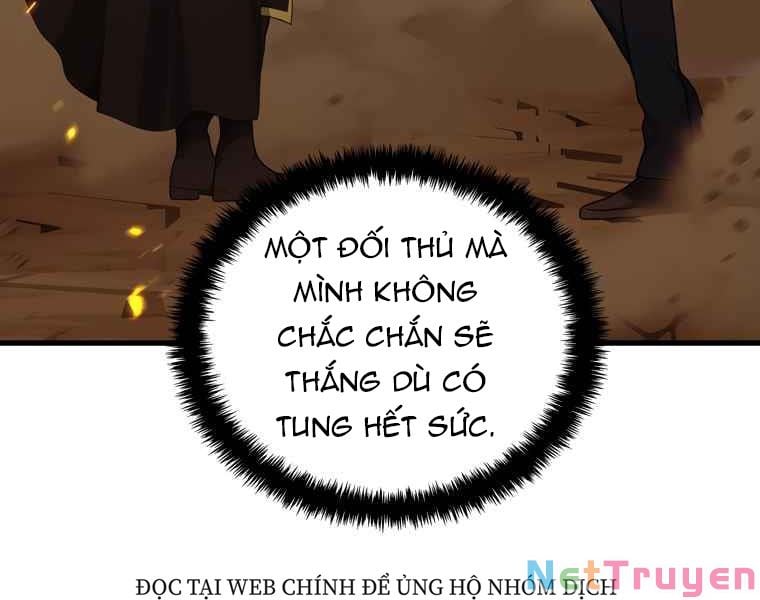 MỘT ĐỐI THỦ MÀ
MÌNH KHÔNG
CHẮC CHẮN SẼ
THẮNG DÙ CÓ
TUNG HẾT SỨC.
NetTruyen
ĐỌC TẠI WEB CHÍNH ĐỂ ỦNG HỘ NHÓM DỊCH